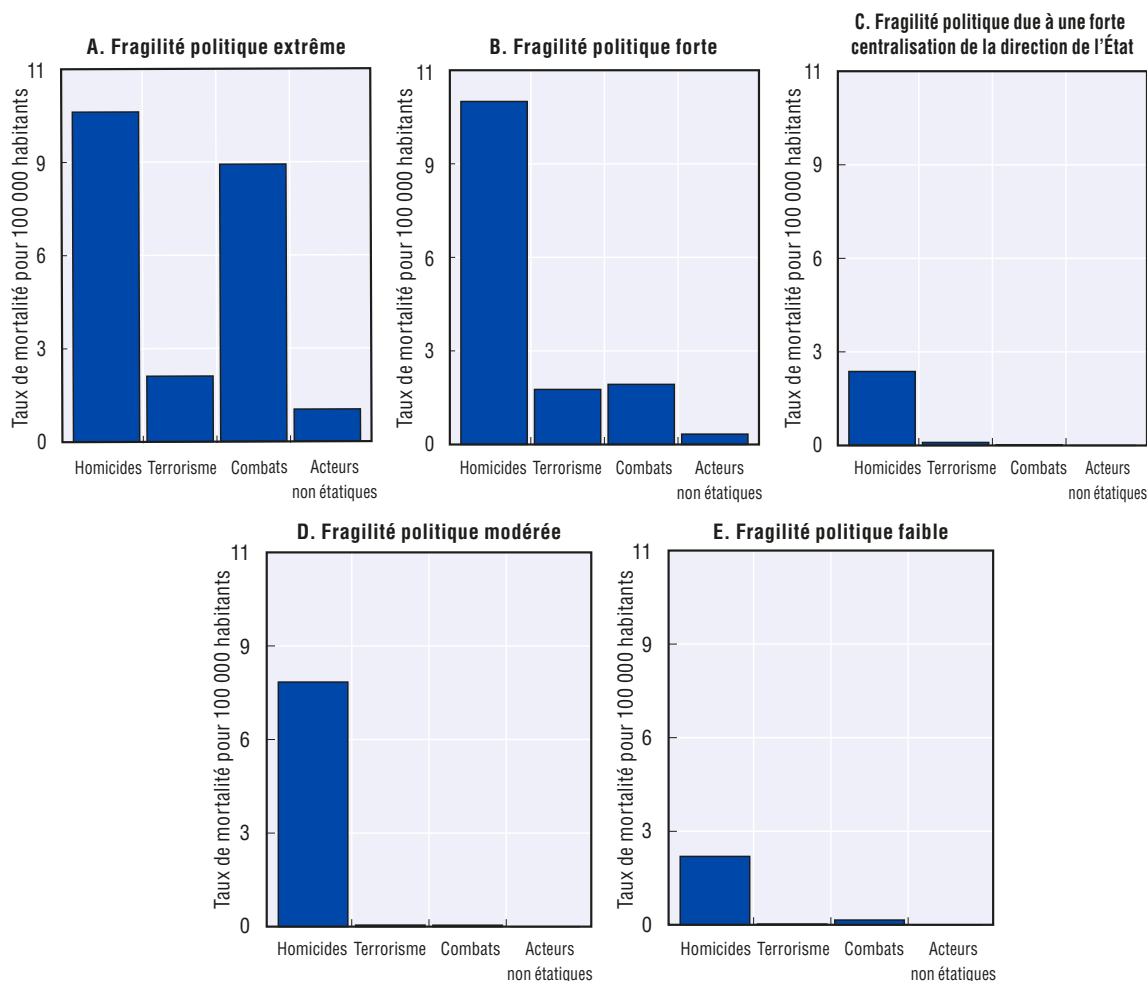 A. Fragilité politique extrême
Taux de mortalité pour 100 000 habitants
11
9
6
3
0
Homicides Terrorisme Combats Acteurs
non étatiques
B. Fragilité politique forte
Taux de mortalité pour 100 000 habitants
11
9
6
3
0
Homicides Terrorisme Combats Acteurs
non étatiques
C. Fragilité politique due à une forte
centralisation de la direction de l’État
Taux de mortalité pour 100 000 habitants
11
9
6
3
0
Homicides Terrorisme Combats Acteurs
non étatiques
D. Fragilité politique modérée
Taux de mortalité pour 100 000 habitants
11
9
6
3
0
Homicides Terrorisme Combats Acteurs
non étatiques
E. Fragilité politique faible
Taux de mortalité pour 100 000 habitants
11
9
6
3
0
Homicides Terrorisme Combats Acteurs
non étatiques